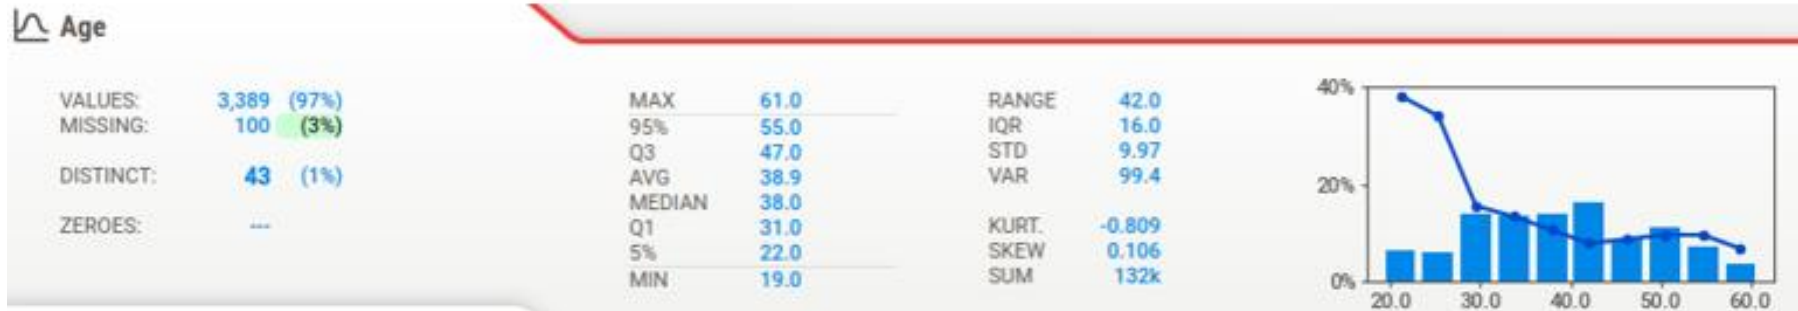 Age
VALUES: 3,389 (97%)
MISSING: 100 (3%)
DISTINCT: 43 (1%)
ZEROES: ---
MAX 61.0
95% 55.0
Q3 47.0
AVG 38.9
MEDIAN 38.0
Q1 31.0
5% 22.0
MIN 19.0
RANGE 42.0
IQR 16.0
STD 9.97
VAR 99.4
KURT. -0.809
SKEW 0.106
SUM 132k
40%
20%
0%
20.0 30.0 40.0 50.0 60.0